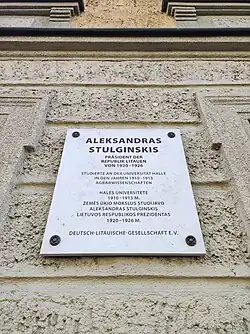 ALEKSANDRAS
STULGINSKIS
PRÄSIDENT DER
REPUBLIK LITAUEN
VON 1920-1926
STUDIERTE AN DER UNIVERSITÄT HALLE
IN DEN JAHREN 1910-1913
AGRARWISSENSCHAFTEN
HALĖS UNIVERSITETE
1910-1913 M.
ŽEMĖS ŪKIO MOKSLUS STUDIJAVO
ALEKSANDRAS STULGINSKIS
LIETUVOS RESPUBLIKOS PREZIDENTAS
1920-1926 M.
DEUTSCH-LITAUISCHE-GESELLSCHAFT E.V.